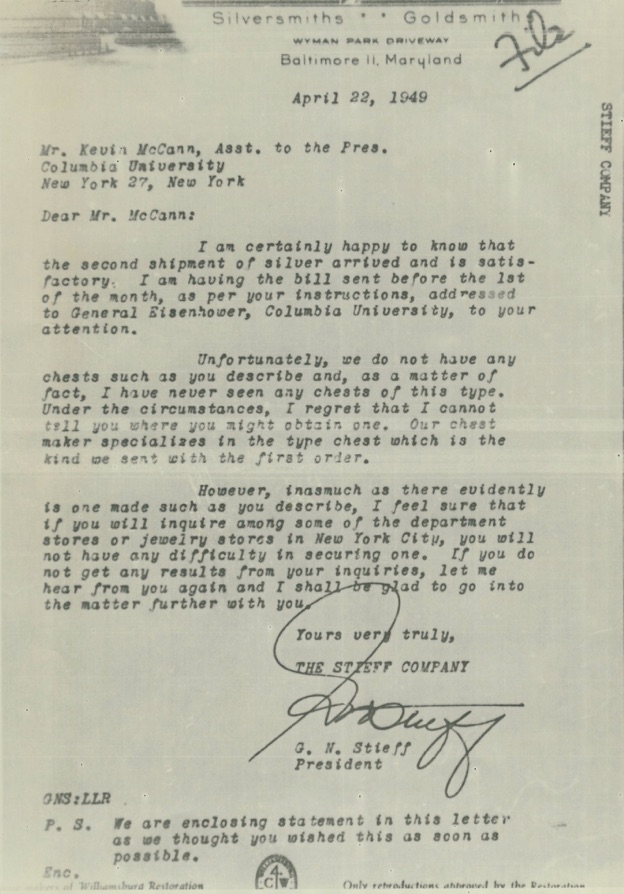 Silversmiths * * Goldsmith
WYMAN PARK DRIVEWAY
Baltimore 11, Maryland
File
April 22, 1949
STIEFF COMPANY
Mr. Kevin McCann, Asst. to the Pres.
Columbia University
New York 27, New York
Dear Mr. McCann:
I am certainly happy to know that
the second shipment of silver arrived and is satis-
factory. I am having the bill sent before the 1st
of the month, as per your instructions, addressed
to General Eisenhower, Columbia University, to your
attention.
Unfortunately, we do not have any
chests such as you describe and, as a matter of
fact, I have never seen any chests of this type.
Under the circumstances, I regret that I cannot
tell you where you might obtain one. Our chest
maker specializes in the type chest which is the
kind we sent with the first order.
However, inasmuch as there evidently
is one made such as you describe, I feel sure that
if you will inquire among some of the department
stores or jewelry stores in New York City, you will
not have any difficulty in securing one. If you do
not get any results from your inquiries, let me
hear from you again and I shall be glad to go into
the matter further with you.
Yours very truly,
THE STIEFF COMPANY
G. N. Stieff
President
GNS:LLR
P. S. We are enclosing statement in this letter
as we thought you wished this as soon as
possible.
Enc.
of Williamsburg Restoration
CW
Only reproductions approved by the Restoration